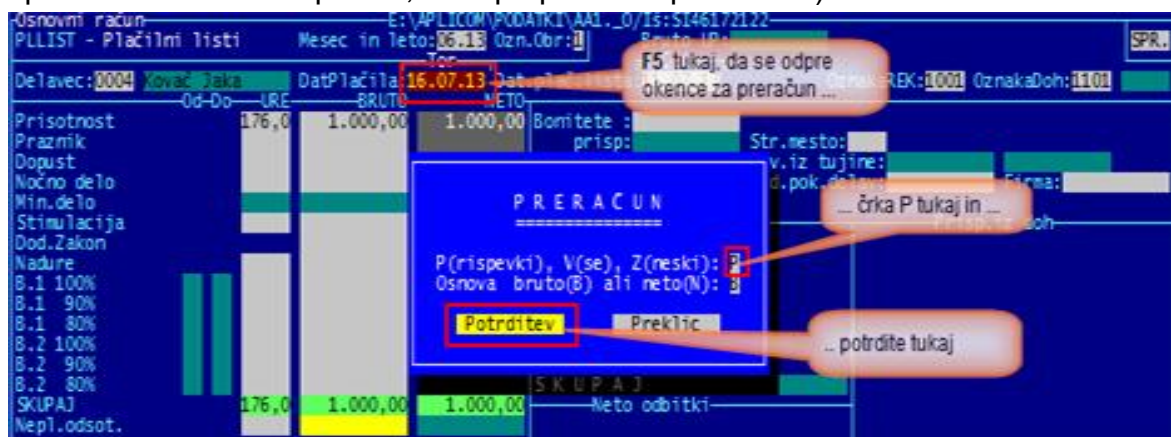 Osnovni račun E:\APLICOM\PODATKI\AA1._O/Is:SI46172122
PLLIST - Plačilni listi Mesec in leto:06.13 Ozn.Obr: SPR.
Delavec:0004 Kovač Jaka DatPlačila:16.07.13 REK:1001 OznakaDoh:1101
F5 tukaj, da se odpre
okence za preračun ...
Od-Do URE BRUTO NETO
Prisotnost 176,0 1.000,00 1.000,00 Bonitete :
Praznik prisp: Str.mesto:
Dopust v.iz tujine:
Nočno delo Firma:
Min.delo
... črka P tukaj in ...
Stimulacija
Dod.Zakon
Nadure
B.1 100%
B.1 90%
B.1 80%
B.2 100%
B.2 90%
B.2 80%
PRERAČUN
===============
P(rispevki), V(se), Z(neski): P
Osnova bruto(B) ali neto(N): B
Potrditev Preklic
.. potrdite tukaj
SKUPAJ
SKUPAJ 176,0 1.000,00 1.000,00 Neto odbitki
Nepl.odsot.